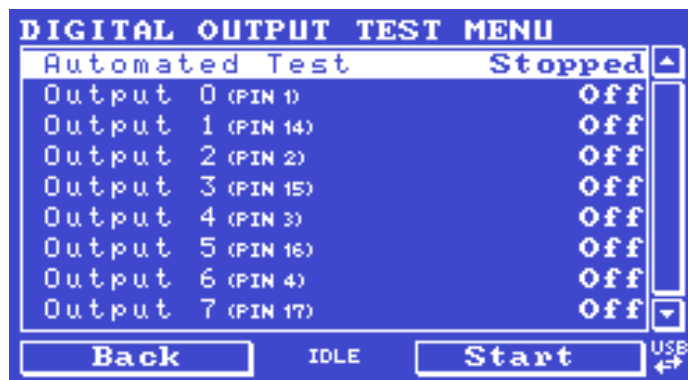 DIGITAL OUTPUT TEST MENU
Automated Test Stopped
Output 0 (PIN 1) Off
Output 1 (PIN 14) Off
Output 2 (PIN 2) Off
Output 3 (PIN 15) Off
Output 4 (PIN 3) Off
Output 5 (PIN 16) Off
Output 6 (PIN 4) Off
Output 7 (PIN 17) Off
Back IDLE Start USB